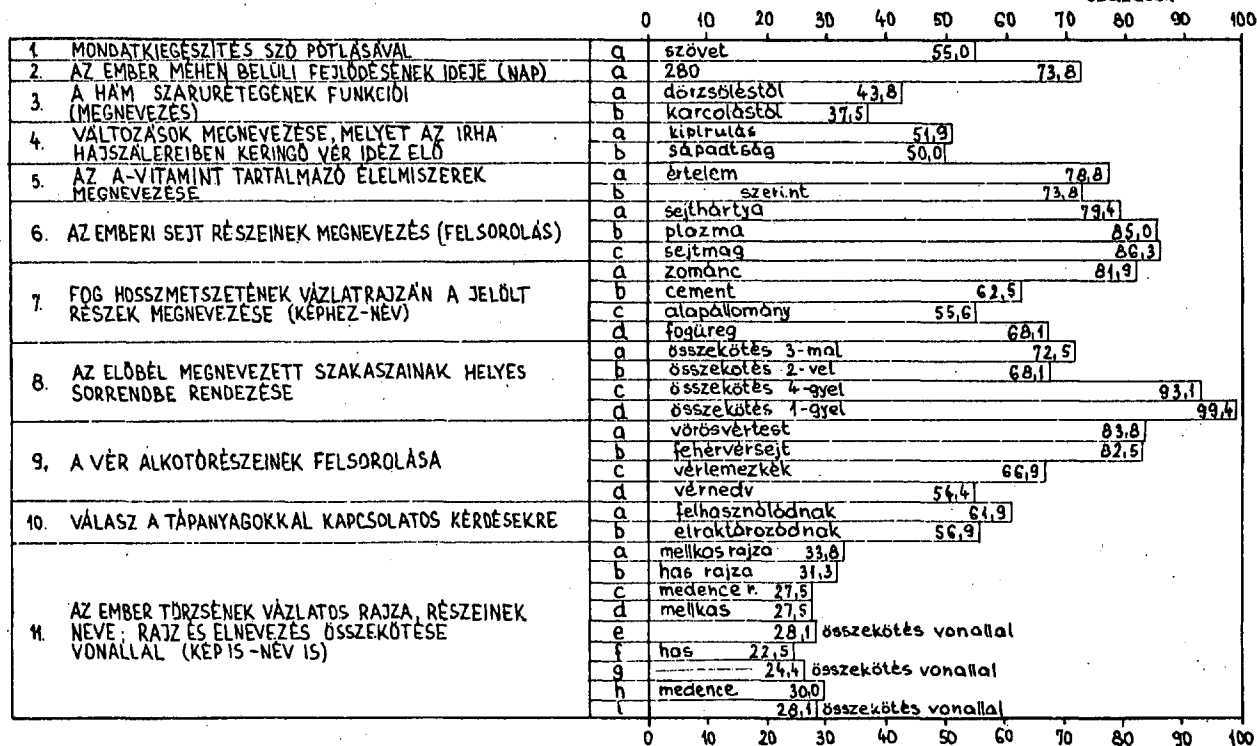 0 10 20 30 40 50 60 70 80 90 100
1. MONDATKIEGÉSZÍTÉS SZÓ PÓTLÁSÁVAL
a szövet 55,0
2. AZ EMBER MÉHEN BELÜLI FEJLŐDÉSÉNEK IDEJE (NAP)
a 280 73,8
3. A HÁM SZARURÉTEGÉNEK FUNKCIÓI
(MEGNEVEZÉS)
a dörzsöléstől 43,8
b karcolástól 37,5
4. VÁLTOZÁSOK MEGNEVEZÉSE, MELYET AZ IRHA
HAJSZÁLEREIBEN KERINGŐ VÉR IDÉZ ELŐ
a kipirulás 51,9
b sápadtság 50,0
5. AZ A-VITAMINT TARTALMAZÓ ÉLELMISZEREK
MEGNEVEZÉSE
a értelem 78,8
b szerint 73,8
6. AZ EMBERI SEJT RÉSZEINEK MEGNEVEZÉS (FELSOROLÁS)
a sejthártya 79,4
b plazma 85,0
c sejtmag 86,3
7. FOG HOSSZMETSZETÉNEK VÁZLATRAJZÁN A JELÖLT
RÉSZEK MEGNEVEZÉSE (KÉPHEZ-NÉV)
a zománc 81,9
b cement 62,5
c alapállomány 55,6
d fogüreg 68,1
8. AZ ELŐBÉL MEGNEVEZETT SZAKASZAINAK HELYES
SORRENDBE RENDEZÉSE
a összekötés 3-mal 72,5
b összekötés 2-vel 68,1
c összekötés 4-gyel 93,1
d összekötés 1-gyel 99,4
9. A VÉR ALKOTÓRÉSZEINEK FELSOROLÁSA
a vörösvértest 83,8
b fehérvérsejt 82,5
c vérlemezkék 66,9
d vérnedv 54,4
10. VÁLASZ A TÁPANYAGOKKAL KAPCSOLATOS KÉRDÉSEKRE
a felhasználódnak 61,9
b elraktározódnak 56,9
11. AZ EMBER TÖRZSÉNEK VÁZLATOS RAJZA, RÉSZEINEK
NEVE; RAJZ ÉS ELNEVEZÉS ÖSSZEKÖTÉSE
VONALLAL (KÉP IS -NÉV IS)
a mellkas rajza 33,8
b has rajza 31,3
c medence r. 27,5
d mellkas 27,5
e 28,1 összekötés vonallal
f has 22,5
g 24,4 összekötés vonallal
h medence 30,0
i 28,1 összekötés vonallal
0 10 20 30 40 50 60 70 80 90 100